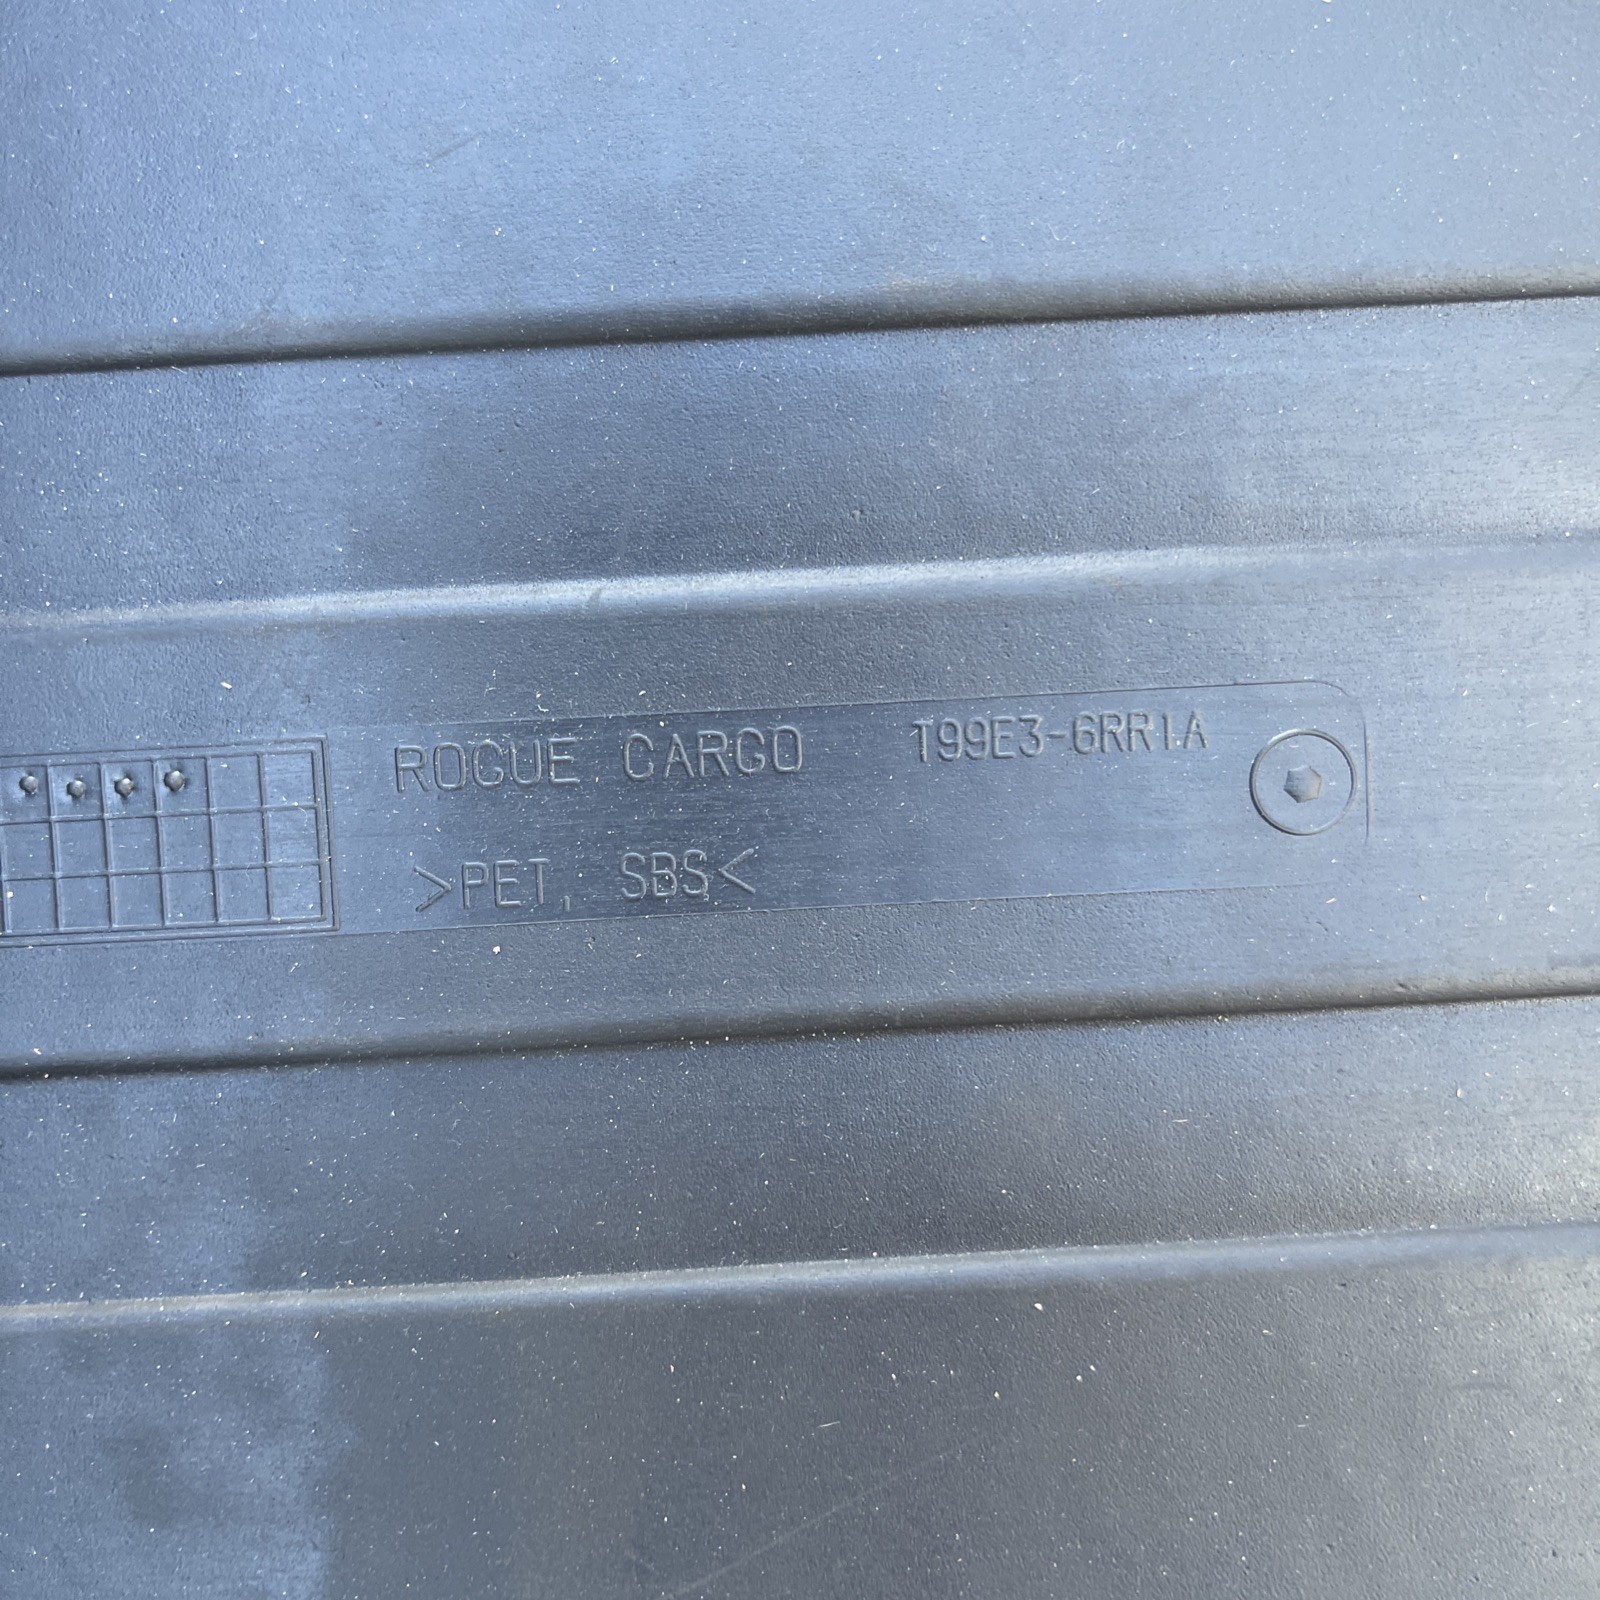 ROGUE CARGO T99E3-6RR1A
>PET, SBS<